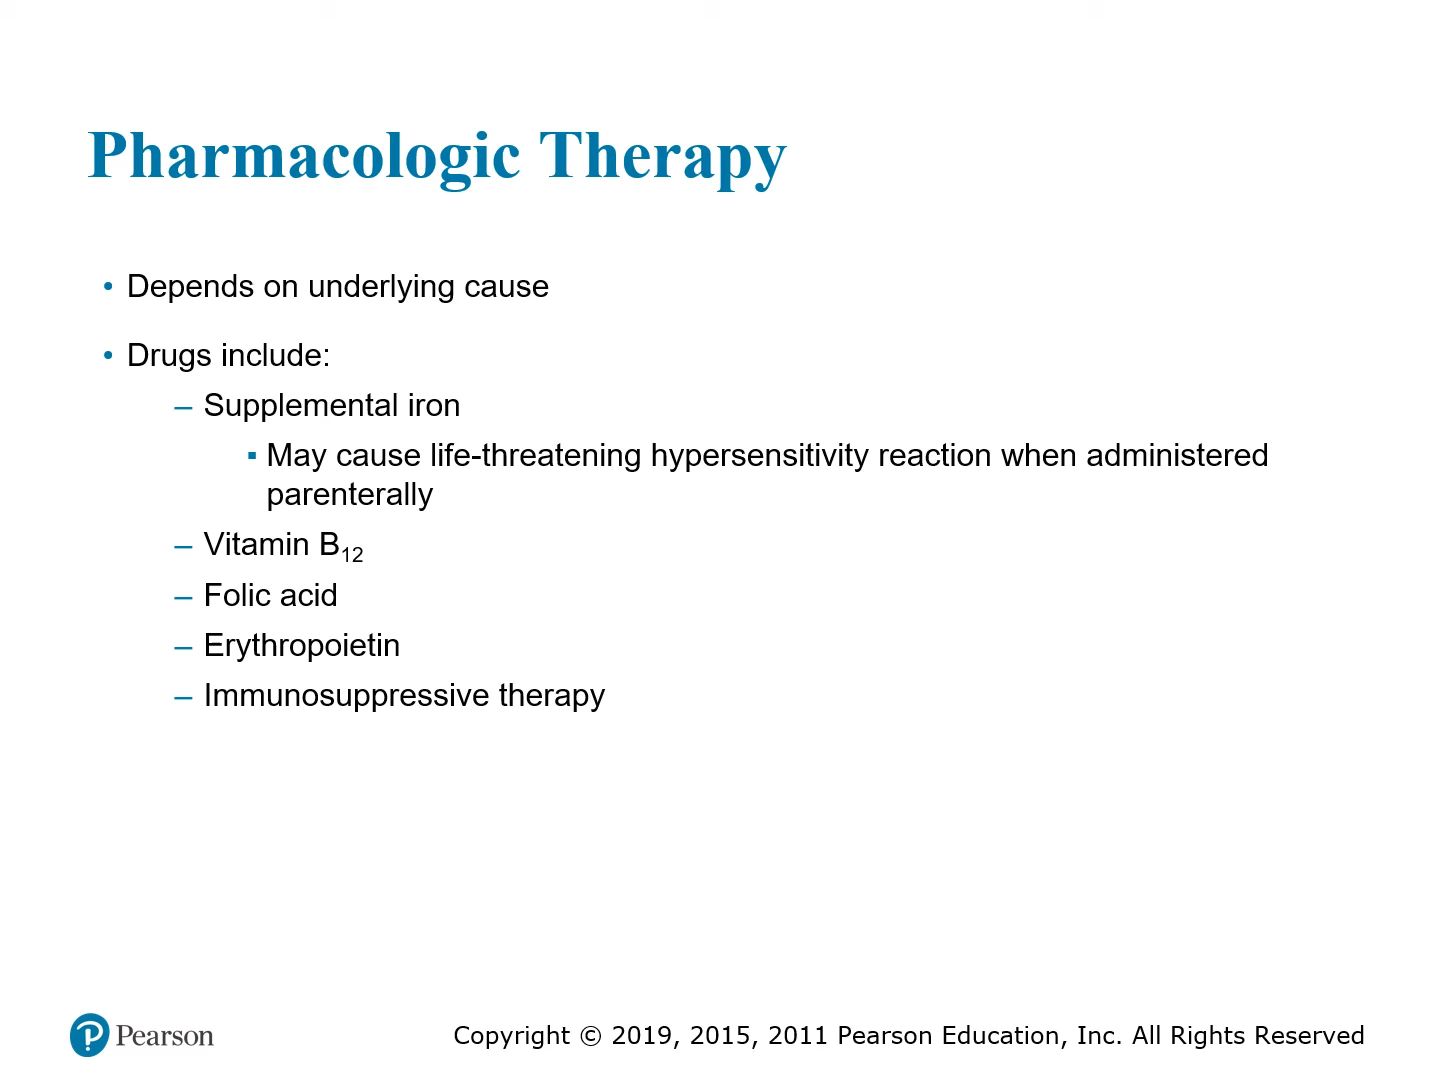 Pharmacologic Therapy
• Depends on underlying cause
• Drugs include:
– Supplemental iron
▪ May cause life-threatening hypersensitivity reaction when administered
parenterally
– Vitamin B₁₂
– Folic acid
– Erythropoietin
– Immunosuppressive therapy
Pearson
Copyright © 2019, 2015, 2011 Pearson Education, Inc. All Rights Reserved